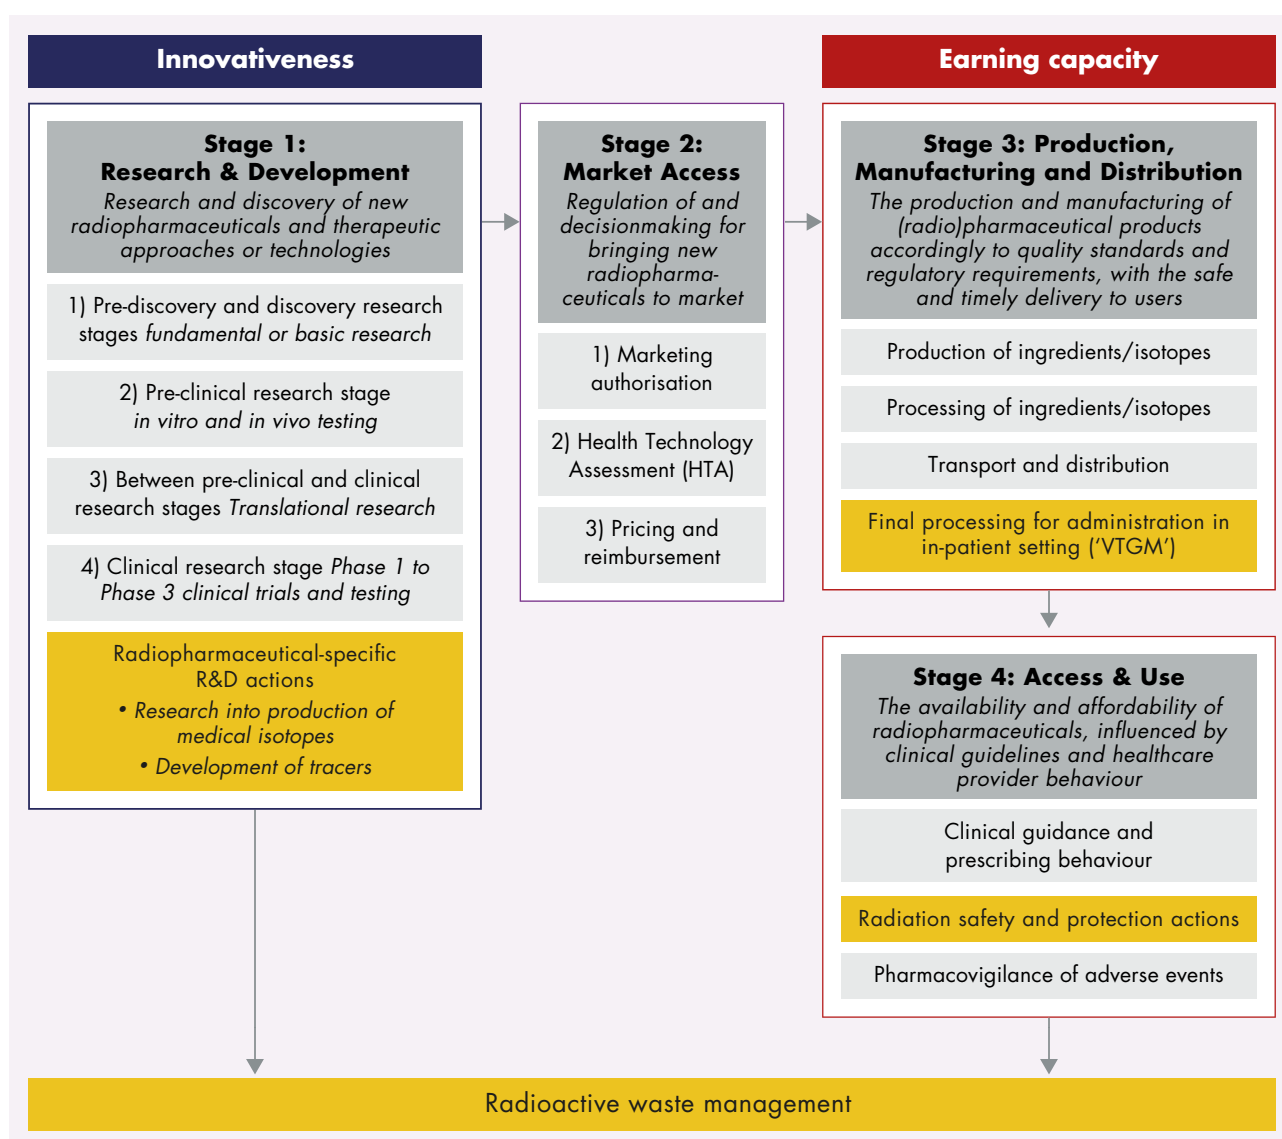 Innovativeness
Earning capacity
Stage 1:
Research & Development
Research and discovery of new
radiopharmaceuticals and therapeutic
approaches or technologies
1) Pre-discovery and discovery research
stages fundamental or basic research
2) Pre-clinical research stage
in vitro and in vivo testing
3) Between pre-clinical and clinical
research stages Translational research
4) Clinical research stage Phase 1 to
Phase 3 clinical trials and testing
Radiopharmaceutical-specific
R&D actions
• Research into production of
medical isotopes
• Development of tracers
Stage 2:
Market Access
Regulation of and
decisionmaking for
bringing new
radiopharma-
ceuticals to market
1) Marketing
authorisation
2) Health Technology
Assessment (HTA)
3) Pricing and
reimbursement
Stage 3: Production,
Manufacturing and Distribution
The production and manufacturing of
(radio)pharmaceutical products
accordingly to quality standards and
regulatory requirements, with the safe
and timely delivery to users
Production of ingredients/isotopes
Processing of ingredients/isotopes
Transport and distribution
Final processing for administration in
in-patient setting (‘VTGM’)
Stage 4: Access & Use
The availability and affordability of
radiopharmaceuticals, influenced by
clinical guidelines and healthcare
provider behaviour
Clinical guidance and
prescribing behaviour
Radiation safety and protection actions
Pharmacovigilance of adverse events
Radioactive waste management